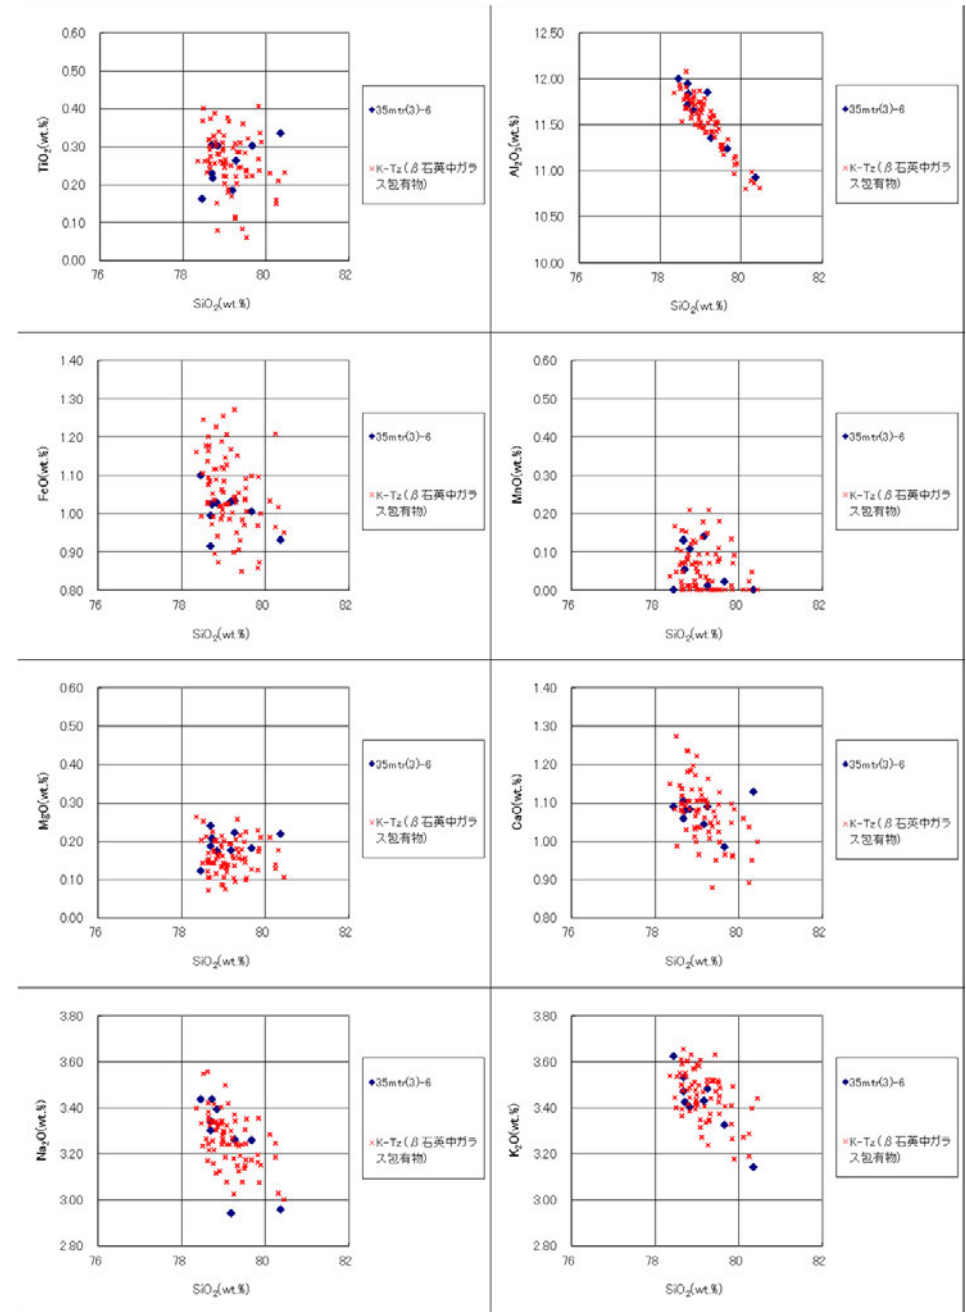 0.60
0.50
0.40
0.30
0.20
0.10
0.00
TiO₂(wt.%)
76 78 80 82
SiO₂(wt.%)
35mtr(3)-6
K-Tz(β石英中ガラ
ス包有物)
12.50
12.00
11.50
11.00
10.50
10.00
Al₂O₃(wt.%)
76 78 80 82
SiO₂(wt.%)
35mtr(3)-6
K-Tz(β石英中ガラ
ス包有物)
1.40
1.30
1.20
1.10
1.00
0.90
0.80
FeO(wt.%)
76 78 80 82
SiO₂(wt.%)
35mtr(3)-6
K-Tz(β石英中ガラ
ス包有物)
0.60
0.50
0.40
0.30
0.20
0.10
0.00
MnO(wt.%)
76 78 80 82
SiO₂(wt.%)
35mtr(3)-6
K-Tz(β石英中ガラ
ス包有物)
0.60
0.50
0.40
0.30
0.20
0.10
0.00
MgO(wt.%)
76 78 80 82
SiO₂(wt.%)
35mtr(3)-6
K-Tz(β石英中ガラ
ス包有物)
1.40
1.30
1.20
1.10
1.00
0.90
0.80
CaO(wt.%)
76 78 80 82
SiO₂(wt.%)
35mtr(3)-6
K-Tz(β石英中ガラ
ス包有物)
3.80
3.60
3.40
3.20
3.00
2.80
Na₂O(wt.%)
76 78 80 82
SiO₂(wt.%)
35mtr(3)-6
K-Tz(β石英中ガラ
ス包有物)
3.80
3.60
3.40
3.20
3.00
2.80
K₂O(wt.%)
76 78 80 82
SiO₂(wt.%)
35mtr(3)-6
K-Tz(β石英中ガラ
ス包有物)